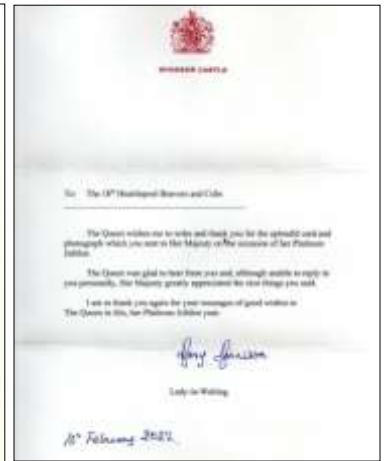 WINDSOR CASTLE
To The 18th Hartlepool Beavers and Cubs
The Queen wishes me to write and thank you for the splendid card and
photograph which you sent to Her Majesty on the occasion of her Platinum
Jubilee.
The Queen was glad to hear from you and, although unable to reply to
you personally, Her Majesty greatly appreciated the nice things you said.
I am to thank you again for your messages of good wishes to
The Queen in this, her Platinum Jubilee year.
Lady-in-Waiting
February 2022